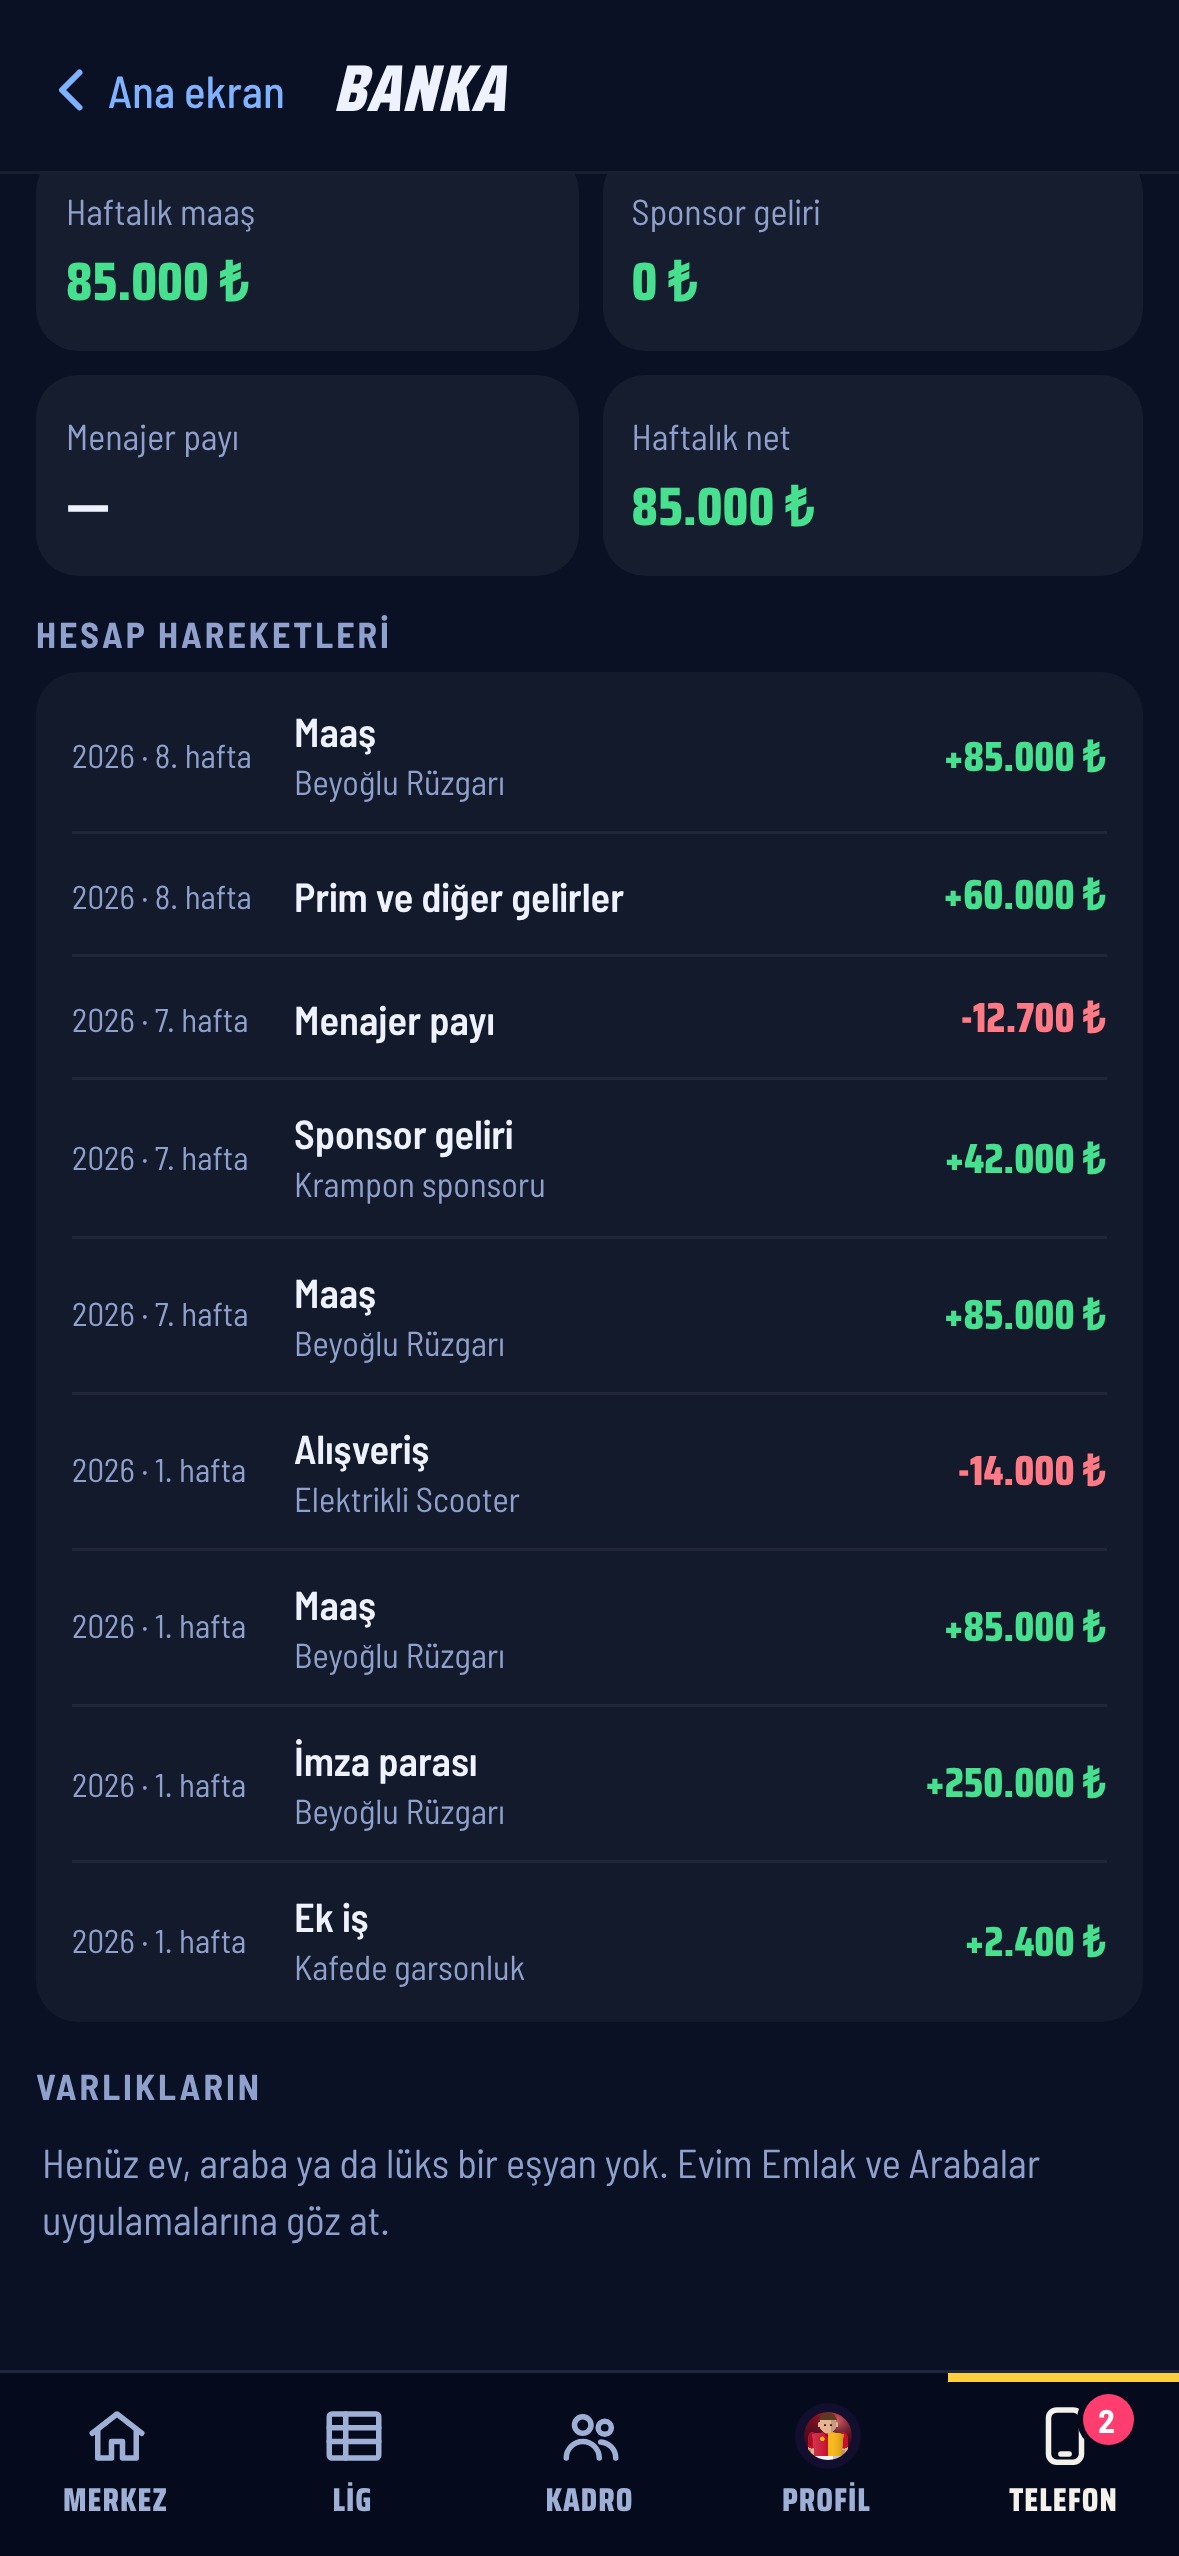 Ana ekran
BANKA
Haftalık maaş
85.000 ₺
Sponsor geliri
0 ₺
Menajer payı
—
Haftalık net
85.000 ₺
HESAP HAREKETLERİ
2026 · 8. hafta
Maaş
Beyoğlu Rüzgarı
+85.000 ₺
2026 · 8. hafta
Prim ve diğer gelirler
+60.000 ₺
2026 · 7. hafta
Menajer payı
-12.700 ₺
2026 · 7. hafta
Sponsor geliri
Krampon sponsoru
+42.000 ₺
2026 · 7. hafta
Maaş
Beyoğlu Rüzgarı
+85.000 ₺
2026 · 1. hafta
Alışveriş
Elektrikli Scooter
-14.000 ₺
2026 · 1. hafta
Maaş
Beyoğlu Rüzgarı
+85.000 ₺
2026 · 1. hafta
İmza parası
Beyoğlu Rüzgarı
+250.000 ₺
2026 · 1. hafta
Ek iş
Kafede garsonluk
+2.400 ₺
VARLIKLARIN
Henüz ev, araba ya da lüks bir eşyan yok. Evim Emlak ve Arabalar
uygulamalarına göz at.
MERKEZ
LİG
KADRO
PROFİL
2
TELEFON